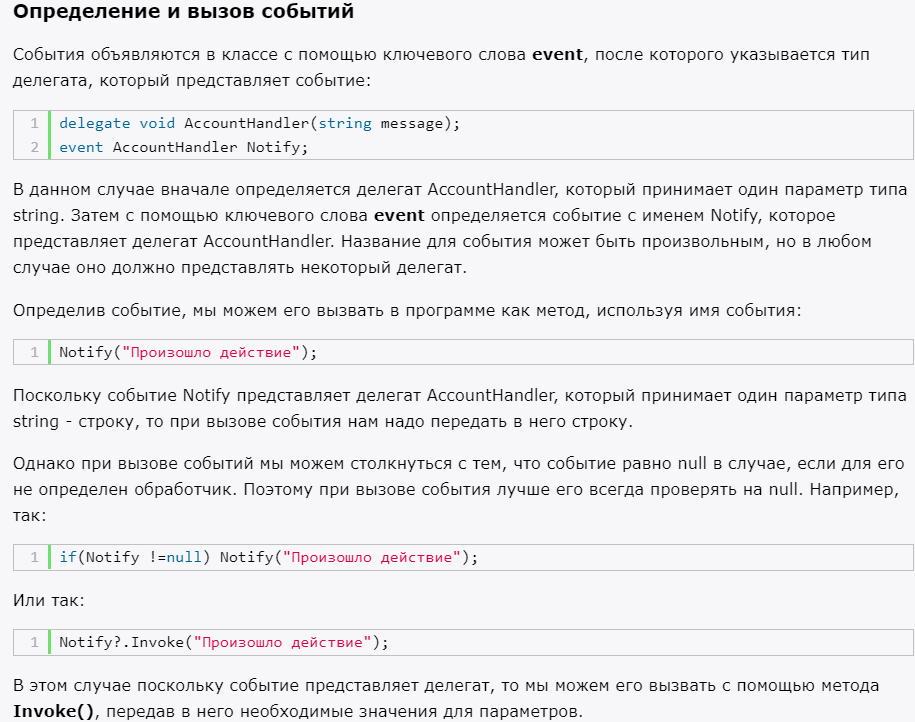 Определение и вызов событий
События объявляются в классе с помощью ключевого слова event, после которого указывается тип
делегата, который представляет событие:
1 delegate void AccountHandler(string message);
2 event AccountHandler Notify;
В данном случае вначале определяется делегат AccountHandler, который принимает один параметр типа
string. Затем с помощью ключевого слова event определяется событие с именем Notify, которое
представляет делегат AccountHandler. Название для события может быть произвольным, но в любом
случае оно должно представлять некоторый делегат.
Определив событие, мы можем его вызвать в программе как метод, используя имя события:
1 Notify("Произошло действие");
Поскольку событие Notify представляет делегат AccountHandler, который принимает один параметр типа
string - строку, то при вызове события нам надо передать в него строку.
Однако при вызове событий мы можем столкнуться с тем, что событие равно null в случае, если для его
не определен обработчик. Поэтому при вызове события лучше его всегда проверять на null. Например,
так:
1 if(Notify !=null) Notify("Произошло действие");
Или так:
1 Notify?.Invoke("Произошло действие");
В этом случае поскольку событие представляет делегат, то мы можем его вызвать с помощью метода
Invoke(), передав в него необходимые значения для параметров.